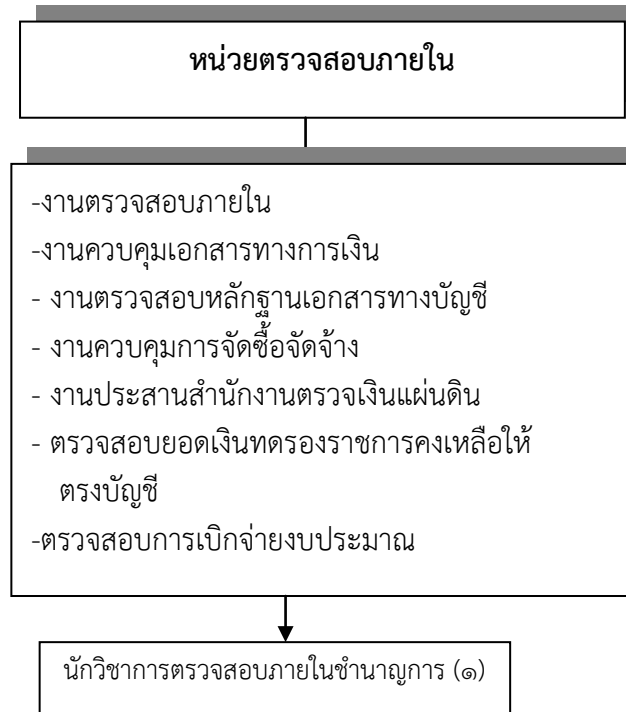 หน่วยตรวจสอบภายใน
-งานตรวจสอบภายใน
-งานควบคุมเอกสารทางการเงิน
- งานตรวจสอบหลักฐานเอกสารทางบัญชี
- งานควบคุมการจัดซื้อจัดจ้าง
- งานประสานสำนักงานตรวจเงินแผ่นดิน
- ตรวจสอบยอดเงินทดรองราชการคงเหลือให้
ตรงบัญชี
-ตรวจสอบการเบิกจ่ายงบประมาณ
นักวิชาการตรวจสอบภายในชำนาญการ (๑)